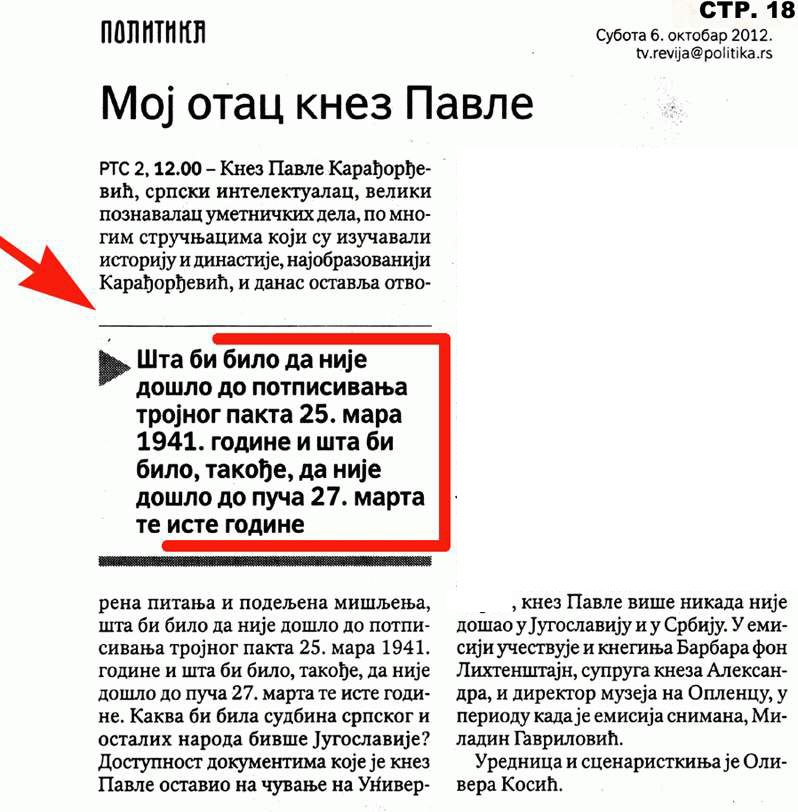 СТР. 18
ПОЛИТИКА
Субота 6. октобар 2012.
tv.revija@politika.rs
Мој отац кнез Павле
РТС 2, 12.00 – Кнез Павле Карађорђе-
вић, српски интелектуалац, велики
познавалац уметничких дела, по мно-
гим стручњацима који су изучавали
историју и династије, најобразованији
Карађорђевић, и данас оставља отво-
Шта би било да није
дошло до потписивања
тројног пакта 25. мара
1941. године и шта би
било, такође, да није
дошло до пуча 27. марта
те исте године
рена питања и подељена мишљења,
шта би било да није дошло до потпи-
сивања тројног пакта 25. мара 1941.
године и шта би било, такође, да није
дошло до пуча 27. марта те исте годи-
не. Каква би била судбина српског и
осталих народа бивше Југославије?
Доступност документима које је кнез
Павле оставио на чување на Универ-
, кнез Павле више никада није
дошао у Југославију и у Србију. У еми-
сији учествује и кнегиња Барбара фон
Лихтенштајн, супруга кнеза Алексан-
дра, и директор музеја на Опленцу, у
периоду када је емисија снимана, Ми-
ладин Гавриловић.
Уредница и сценаристкиња је Оли-
вера Косић.